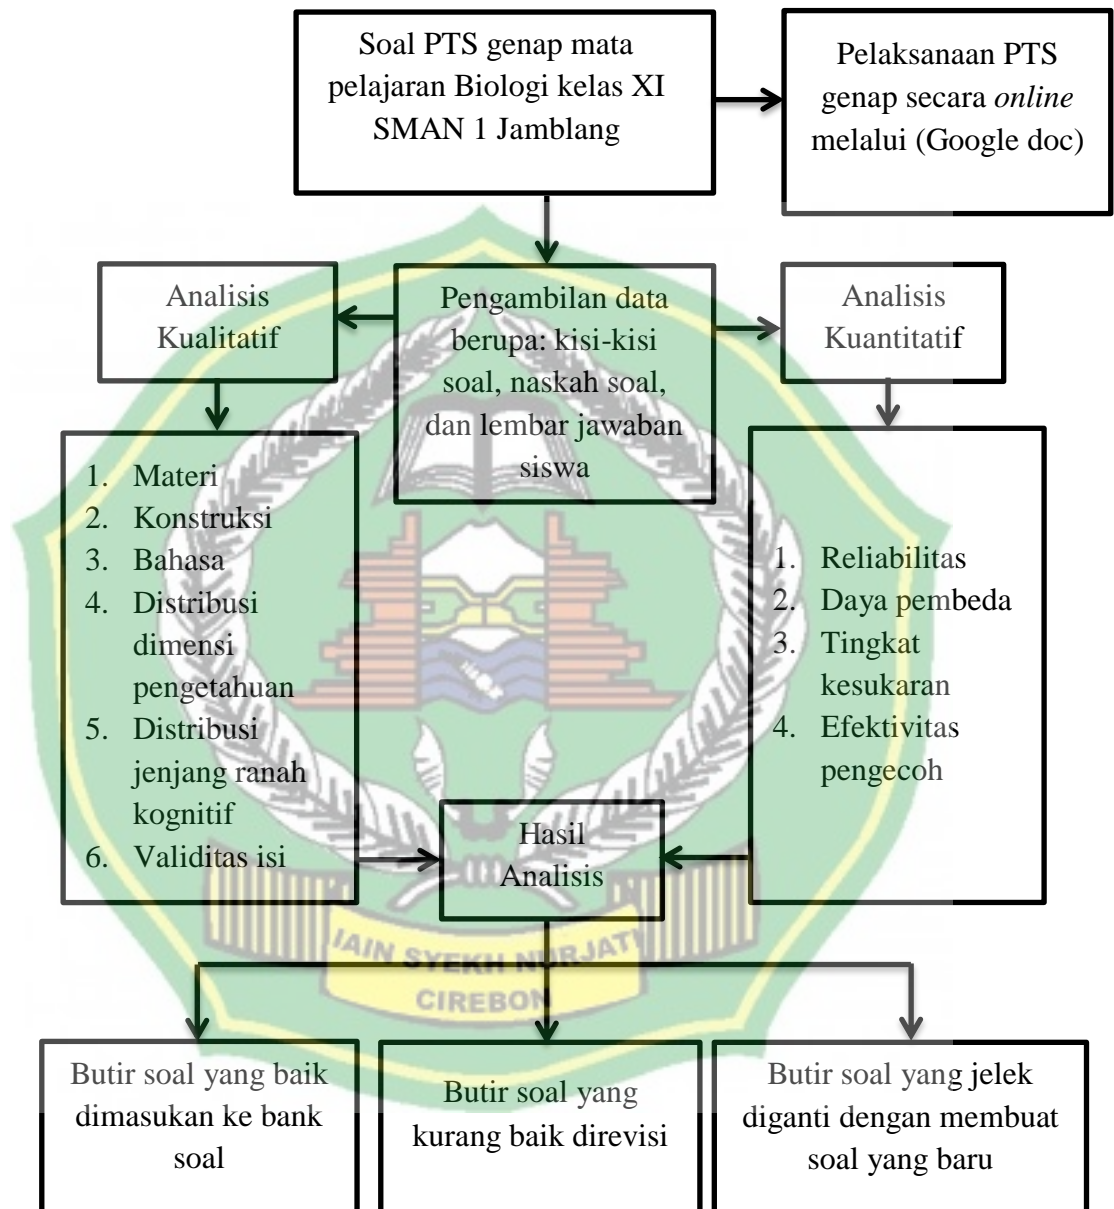 Soal PTS genap mata
pelajaran Biologi kelas XI
SMAN 1 Jamblang
Pelaksanaan PTS
genap secara online
melalui (Google doc)
Analisis
Kualitatif
Pengambilan data
berupa: kisi-kisi
soal, naskah soal,
dan lembar jawaban
siswa
Analisis
Kuantitatif
1. Materi
2. Konstruksi
3. Bahasa
4. Distribusi
dimensi
pengetahuan
5. Distribusi
jenjang ranah
kognitif
6. Validitas isi
1. Reliabilitas
2. Daya pembeda
3. Tingkat
kesukaran
4. Efektivitas
pengecoh
Hasil
Analisis
IAIN SYEKH NURJATI
CIREBON
Butir soal yang baik
dimasukan ke bank
soal
Butir soal yang
kurang baik direvisi
Butir soal yang jelek
diganti dengan membuat
soal yang baru